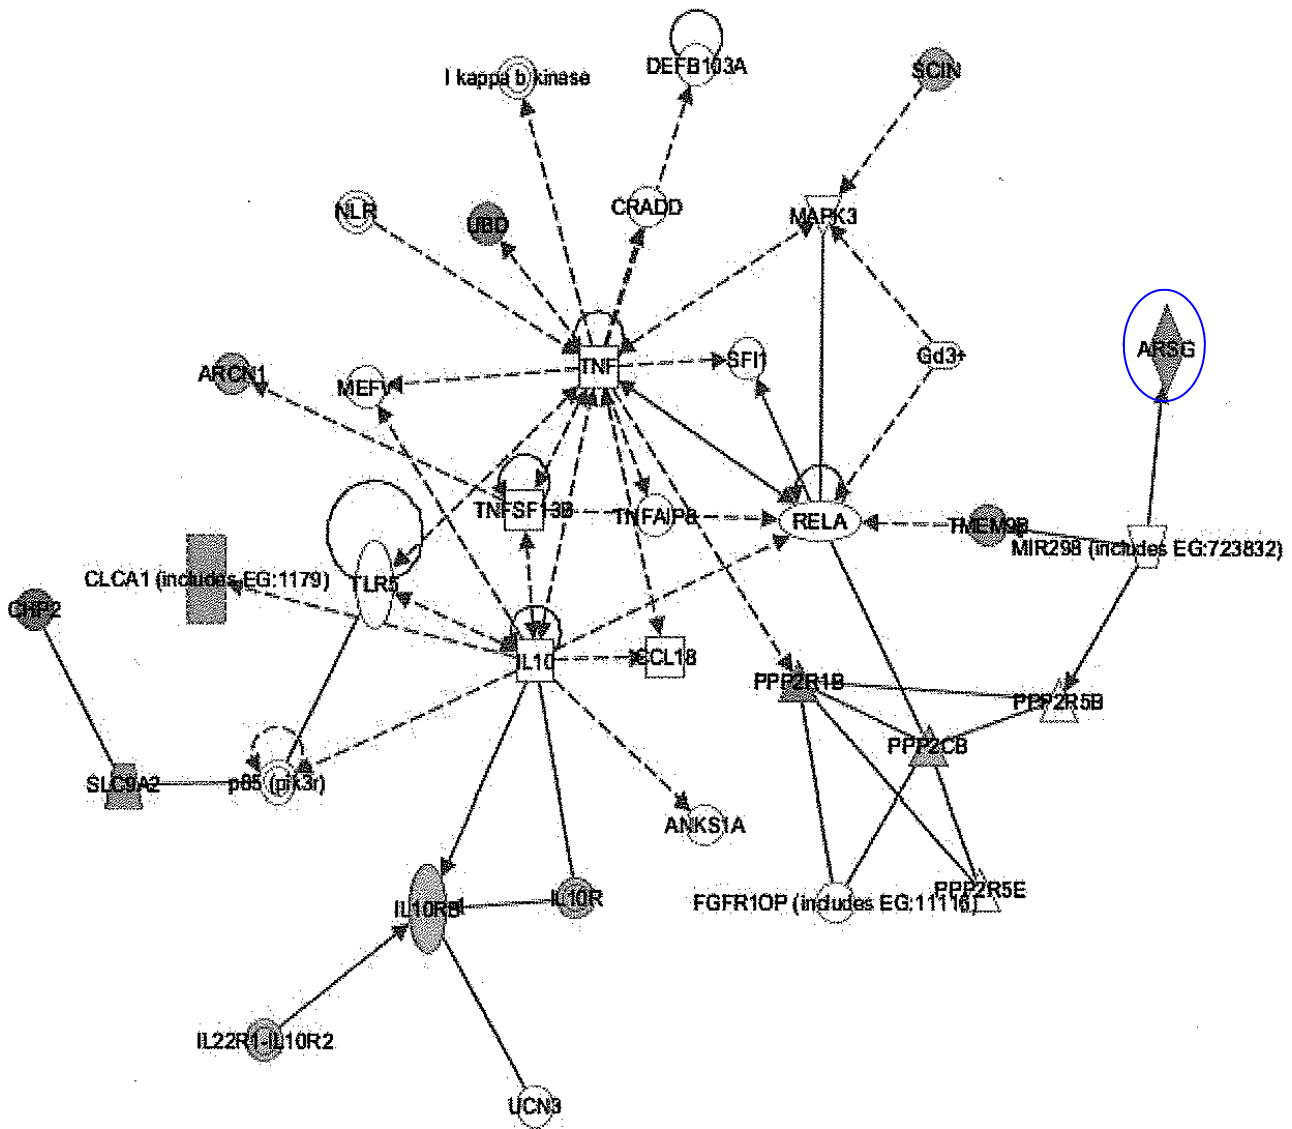 I kappa b kinase
DEFB103A
SCIN
NLR
UBD
CRADD
MAPK3
ARCN1
MEFV
TNF
SFI1
Gd3+
ARSG
TNFSF13B
TNFAIP8
RELA
TMEM9B
MIR298 (includes EG:723832)
CLCA1 (includes EG:1179)
TLR5
CHP2
IL10
CCL18
PPP2R1B
PPP2R5B
PPP2CB
SLC9A2
p85 (pik3r)
ANKS1A
IL10RB
IL10R
FGFR1OP (includes EG:11116)
PPP2R5E
IL22R1-IL10R2
UCN3